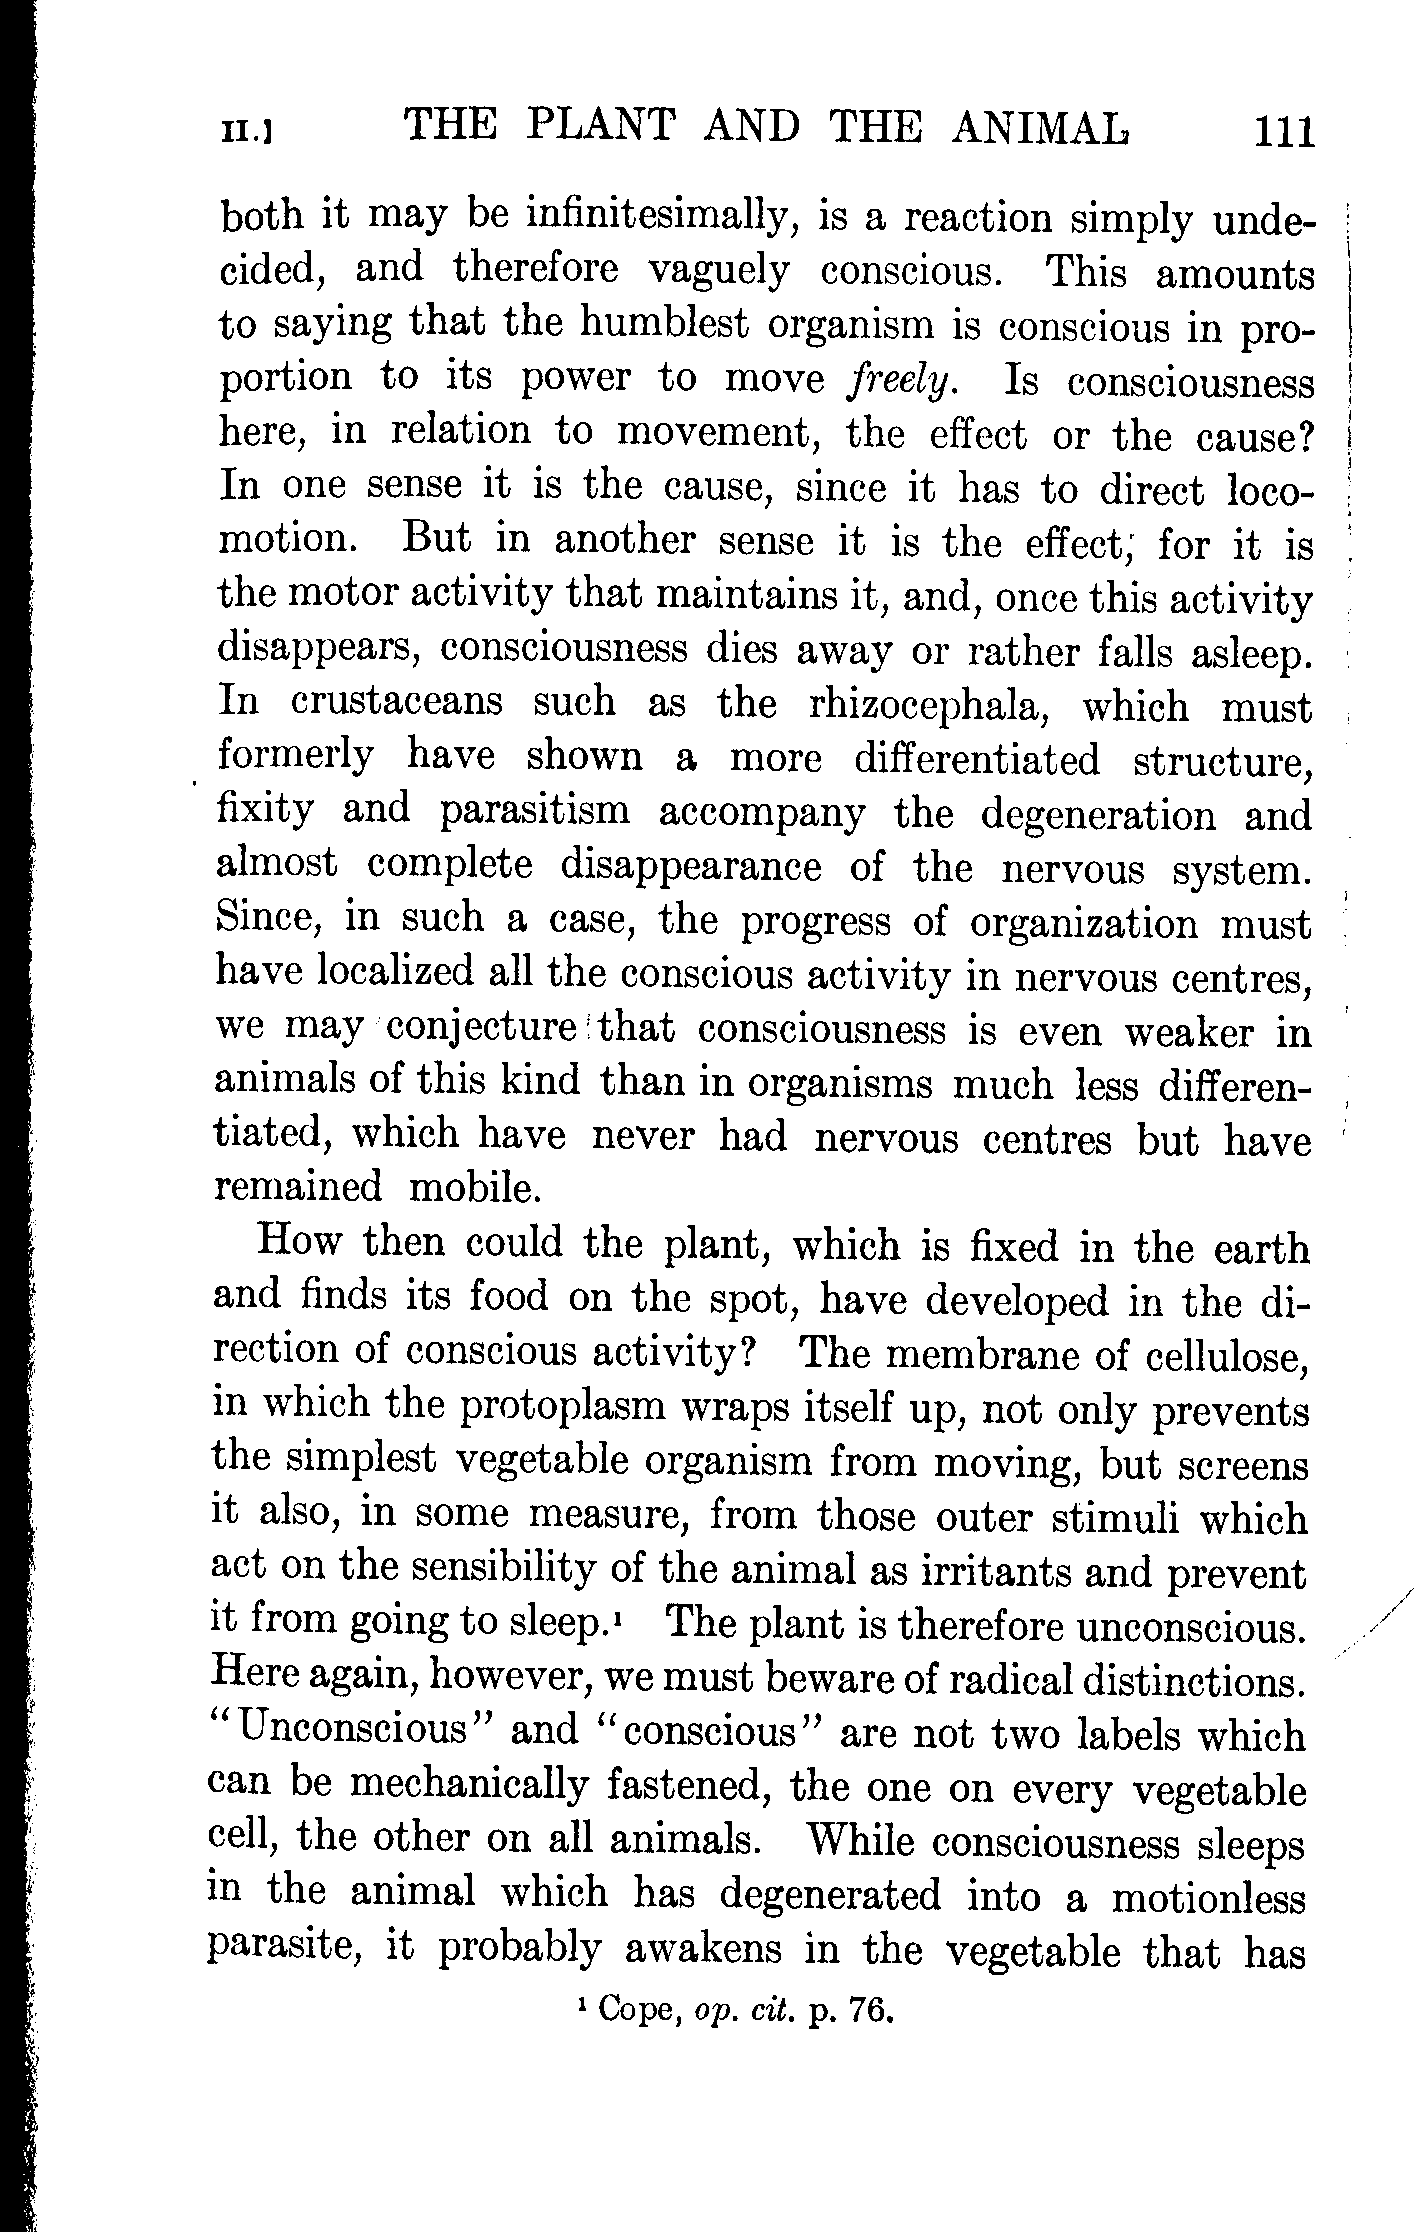 II.] THE PLANT AND THE ANIMAL 111
both it may be infinitesimally, is a reaction simply unde-
cided, and therefore vaguely conscious. This amounts
to saying that the humblest organism is conscious in pro-
portion to its power to move freely. Is consciousness
here, in relation to movement, the effect or the cause?
In one sense it is the cause, since it has to direct loco-
motion. But in another sense it is the effect, for it is
the motor activity that maintains it, and, once this activity
disappears, consciousness dies away or rather falls asleep.
In crustaceans such as the rhizocephala, which must
formerly have shown a more differentiated structure,
fixity and parasitism accompany the degeneration and
almost complete disappearance of the nervous system.
Since, in such a case, the progress of organization must
have localized all the conscious activity in nervous centres,
we may conjecture that consciousness is even weaker in
animals of this kind than in organisms much less differen-
tiated, which have never had nervous centres but have
remained mobile.
How then could the plant, which is fixed in the earth
and finds its food on the spot, have developed in the di-
rection of conscious activity? The membrane of cellulose,
in which the protoplasm wraps itself up, not only prevents
the simplest vegetable organism from moving, but screens
it also, in some measure, from those outer stimuli which
act on the sensibility of the animal as irritants and prevent
it from going to sleep.¹ The plant is therefore unconscious.
Here again, however, we must beware of radical distinctions.
"Unconscious" and "conscious" are not two labels which
can be mechanically fastened, the one on every vegetable
cell, the other on all animals. While consciousness sleeps
in the animal which has degenerated into a motionless
parasite, it probably awakens in the vegetable that has
¹ Cope, op. cit. p. 76.